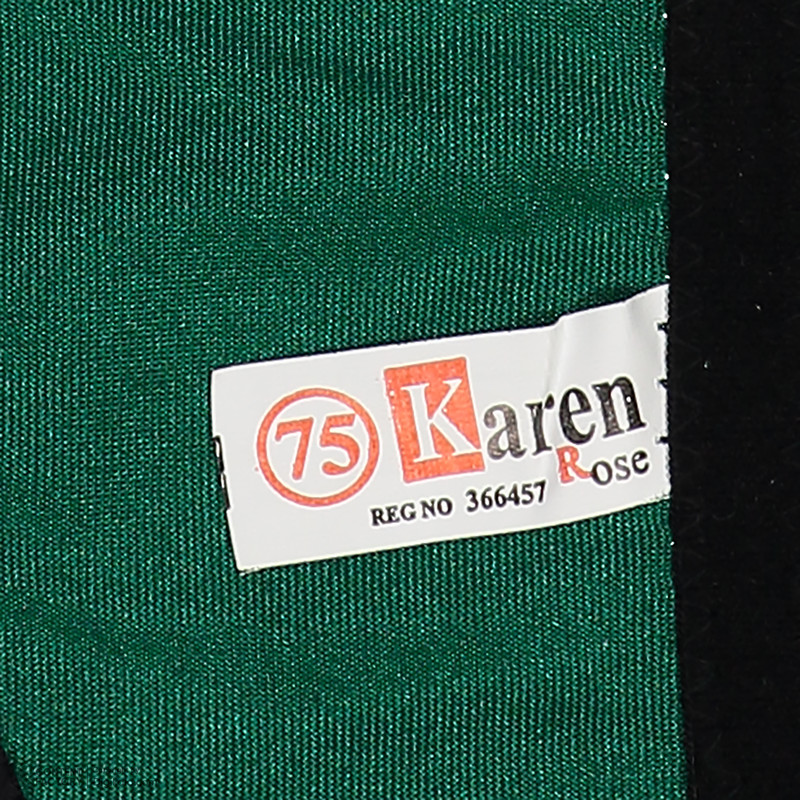 75 Karen
Rose
REG NO 366457